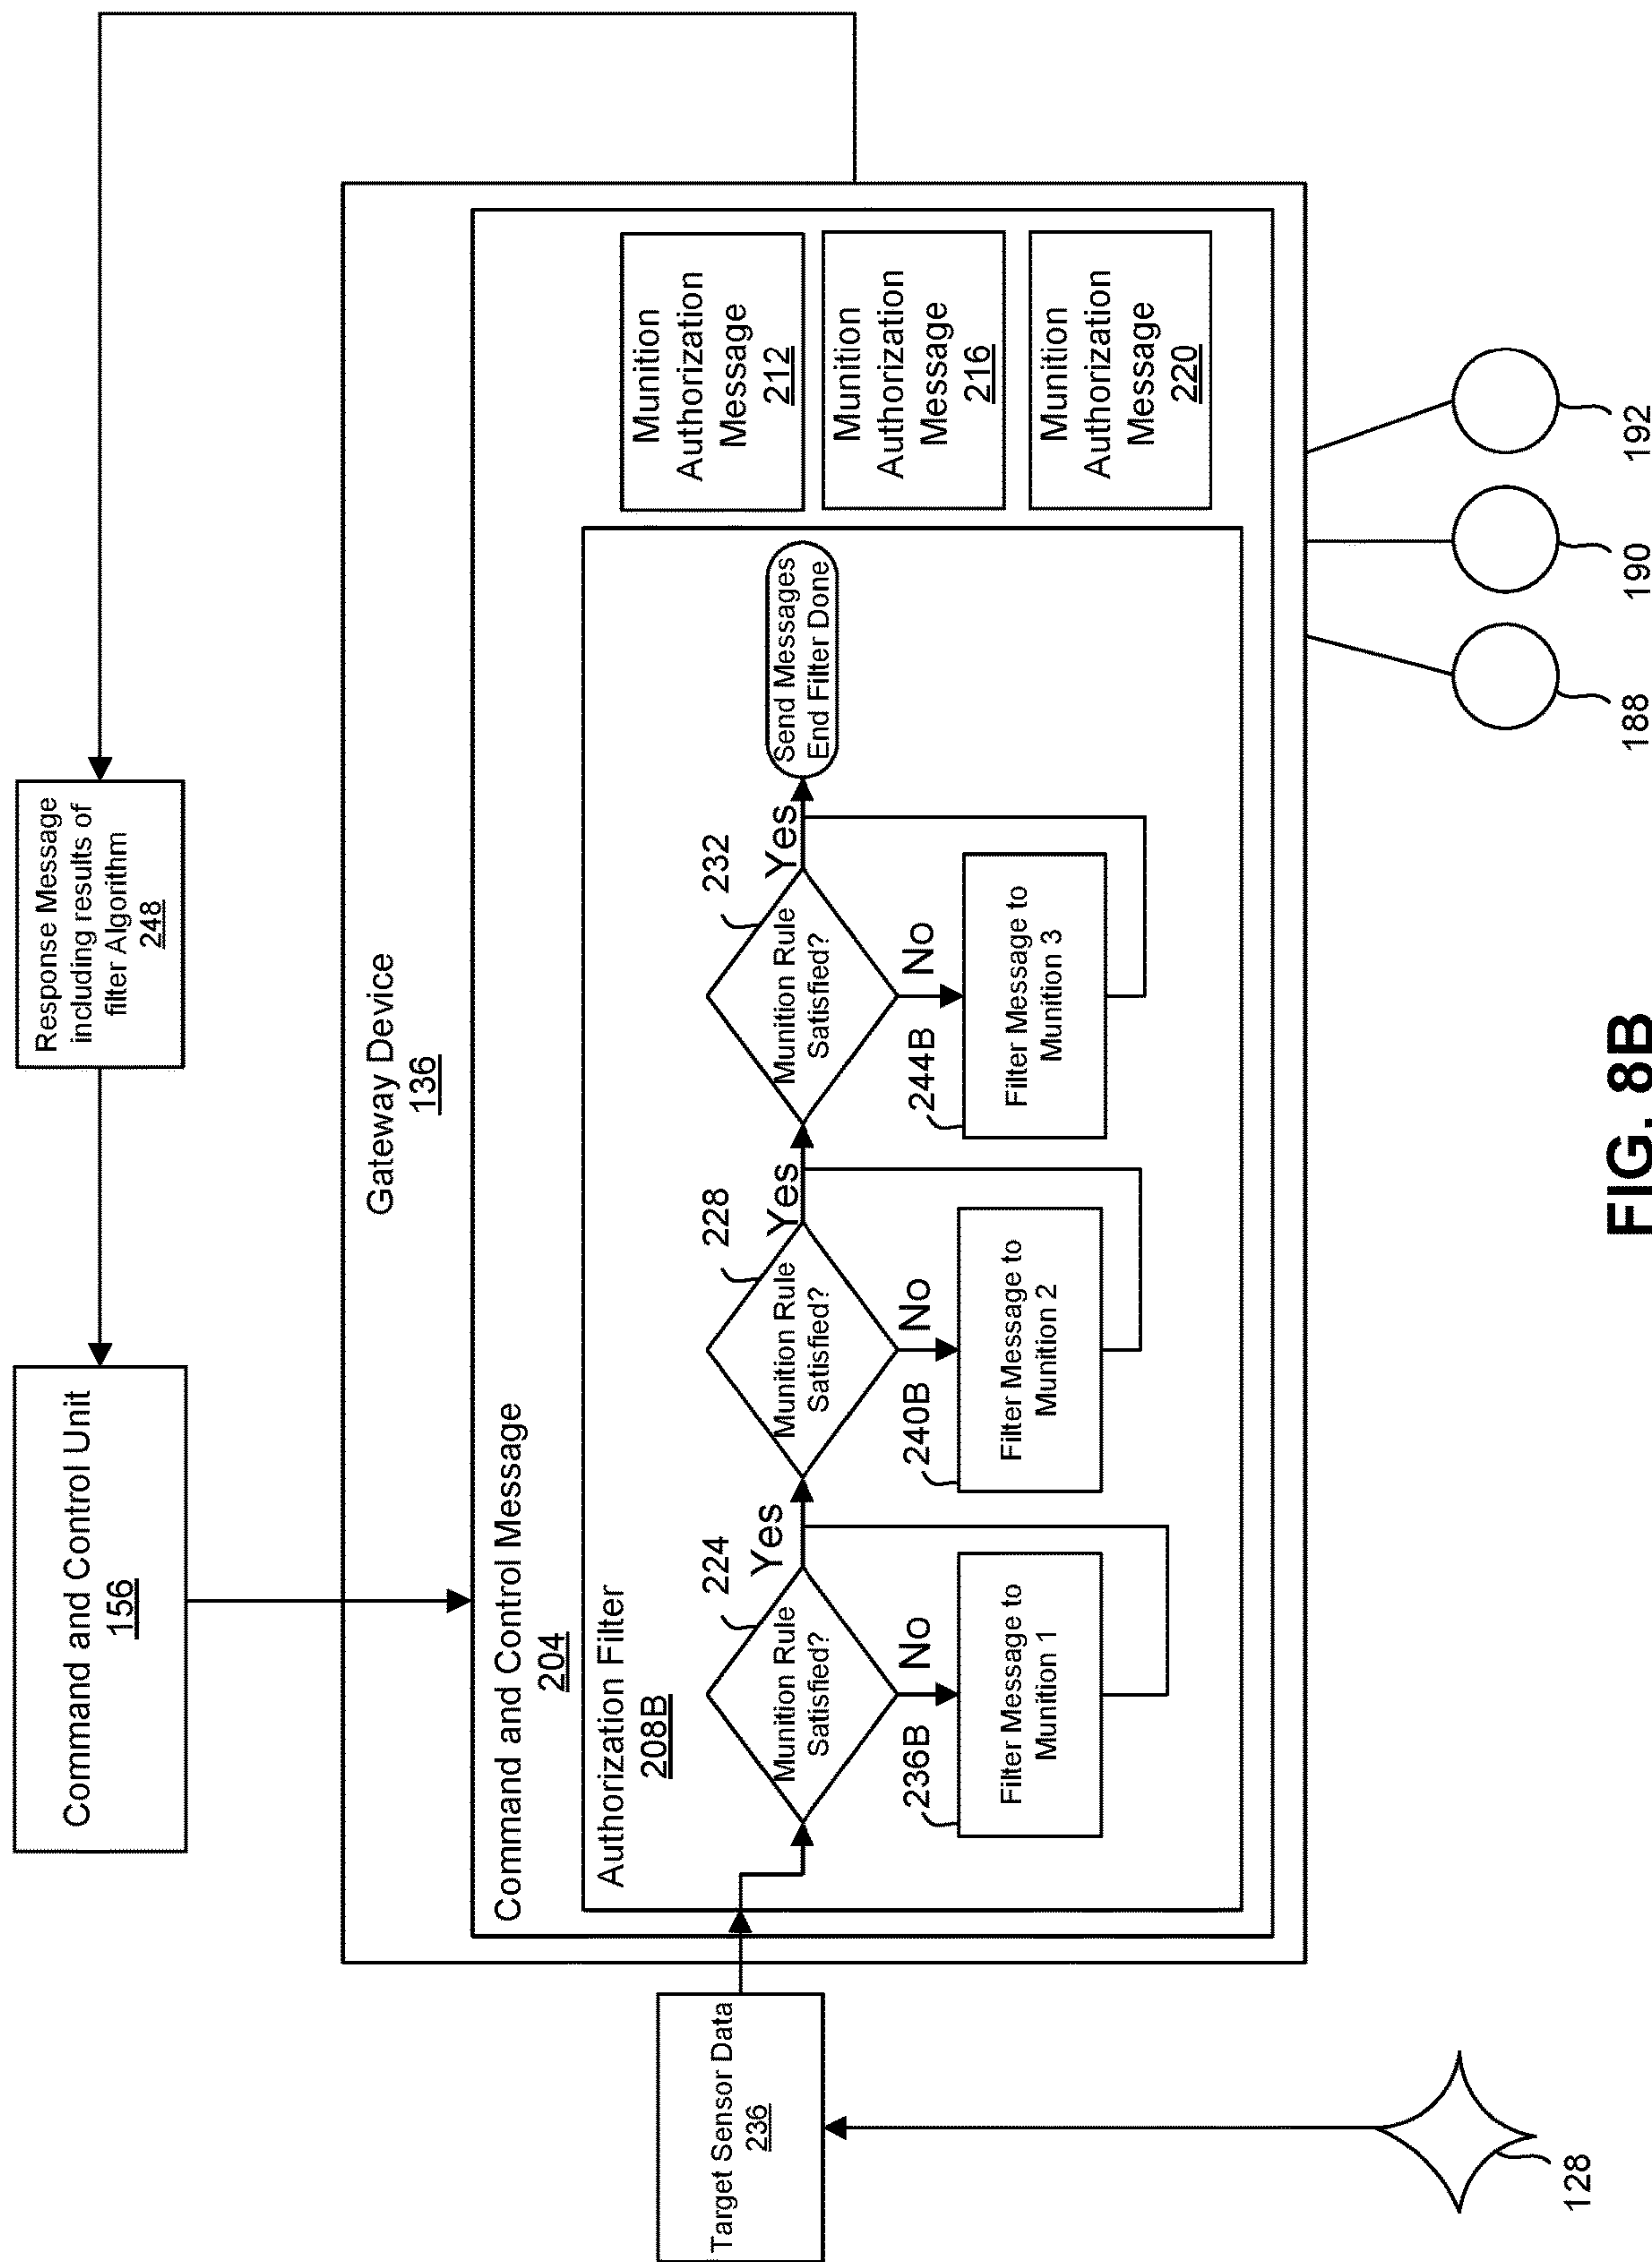 Command and Control Unit
156
Response Message
including results of
filter Algorithm
248
Gateway Device
136
Command and Control Message
204
Authorization Filter
208B
Target Sensor Data
236
224
Munition Rule
Satisfied?
Yes
No
236B
Filter Message to
Munition 1
228
Munition Rule
Satisfied?
Yes
No
240B
Filter Message to
Munition 2
232
Munition Rule
Satisfied?
Yes
No
244B
Filter Message to
Munition 3
Send Messages
End Filter Done
Munition
Authorization
Message
212
Munition
Authorization
Message
216
Munition
Authorization
Message
220
128
188
190
192
FIG. 8B